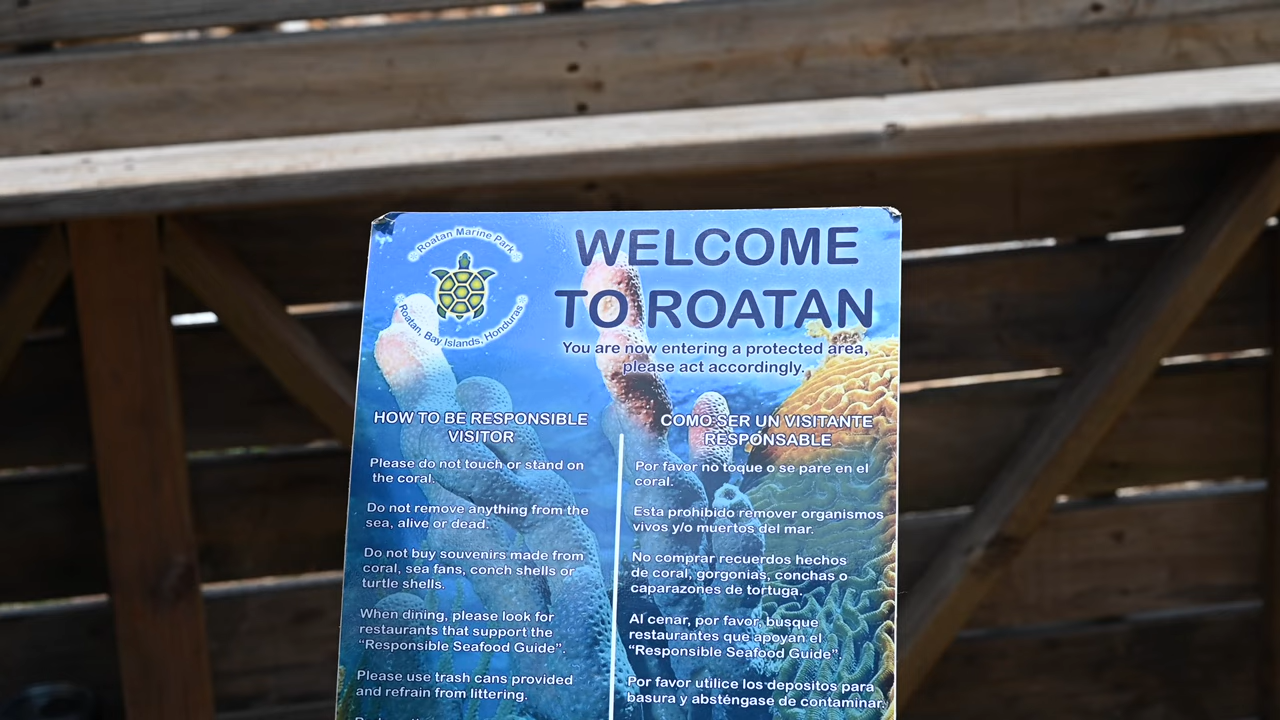 Roatan Marine Park
Roatan, Bay Islands, Honduras
WELCOME
TO ROATAN
You are now entering a protected area,
please act accordingly.
HOW TO BE RESPONSIBLE
VISITOR
Please do not touch or stand on
the coral.
Do not remove anything from the
sea, alive or dead.
Do not buy souvenirs made from
coral, sea fans, conch shells or
turtle shells.
When dining, please look for
restaurants that support the
“Responsible Seafood Guide”.
Please use trash cans provided
and refrain from littering.
COMO SER UN VISITANTE
RESPONSABLE
Por favor no toque o se pare en el
coral.
Esta prohibido remover organismos
vivos y/o muertos del mar.
No comprar recuerdos hechos
de coral, gorgonias, conchas o
caparazones de tortuga.
Al cenar, por favor, busque
restaurantes que apoyan el
“Responsible Seafood Guide”.
Por favor utilice los depositos para
basura y absténgase de contaminar.